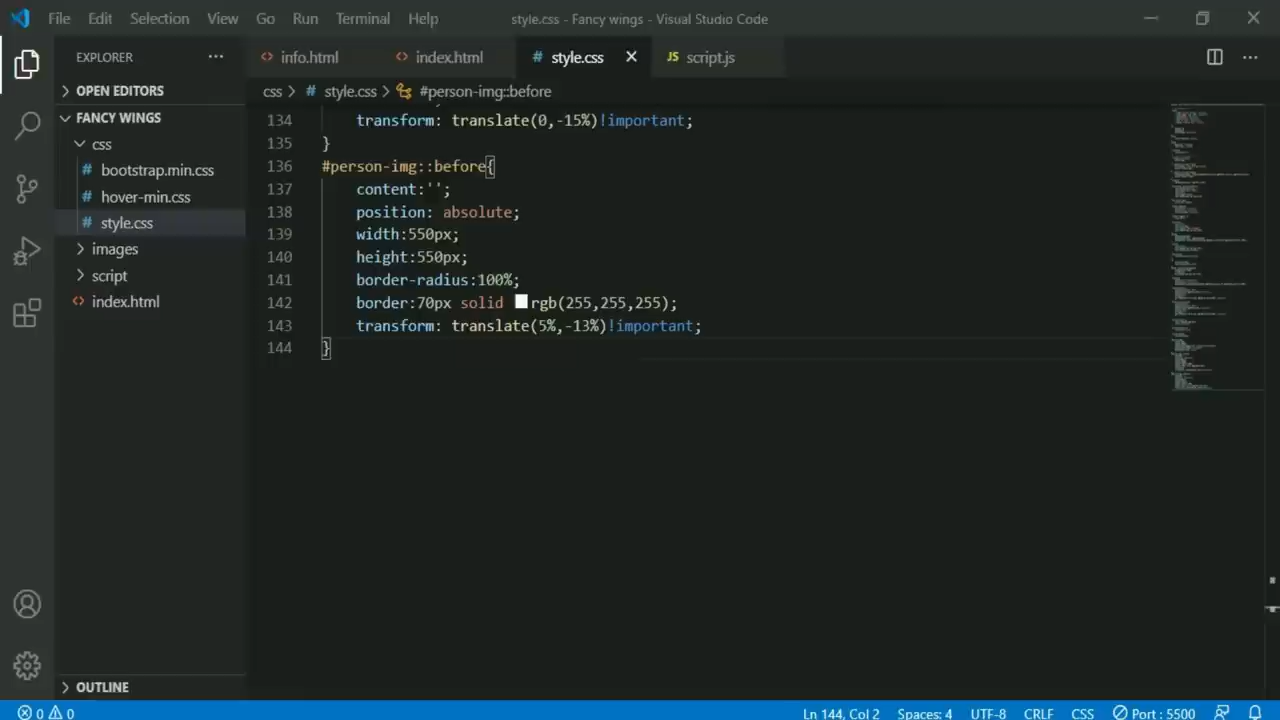 File Edit Selection View Go Run Terminal Help style.css - Fancy wings - Visual Studio Code
EXPLORER ··· <> info.html <> index.html # style.css × JS script.js ···
> OPEN EDITORS
css > # style.css > #person-img::before
FANCY WINGS
css
# bootstrap.min.css
# hover-min.css
# style.css
> images
> script
<> index.html
134 transform: translate(0,-15%)!important;
135 }
136 #person-img::before{
137 content:'';
138 position: absolute;
139 width:550px;
140 height:550px;
141 border-radius:100%;
142 border:70px solid rgb(255,255,255);
143 transform: translate(5%,-13%)!important;
144 }
> OUTLINE
0 0 Ln 144, Col 2 Spaces: 4 UTF-8 CRLF CSS Port : 5500